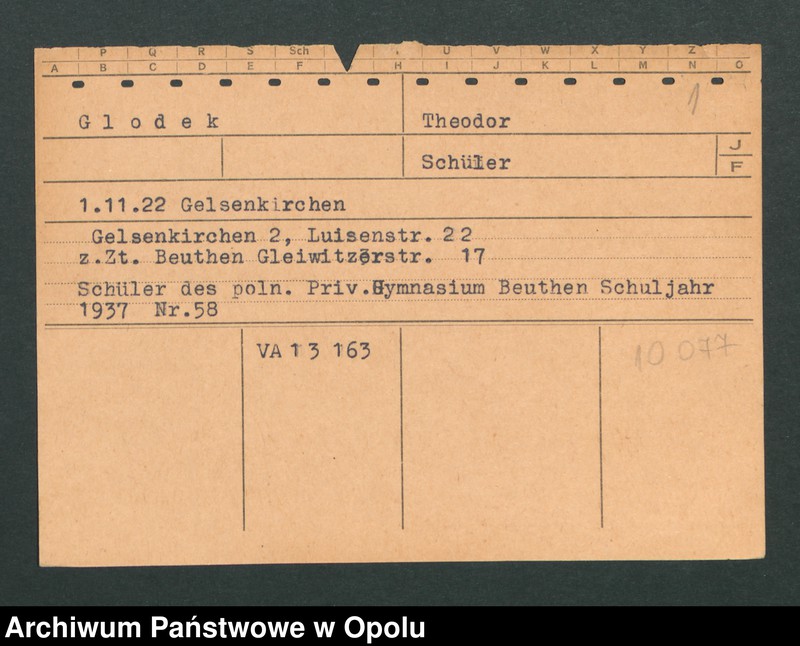 P Q R S Sch U V W X Y Z
A B C D E F H I J K L M N O
1
Glodek Theodor
Schüler J
F
1.11.22 Gelsenkirchen
Gelsenkirchen 2, Luisenstr. 22
z.Zt. Beuthen Gleiwitzerstr. 17
Schüler des poln. Priv.Gymnasium Beuthen Schuljahr
1937 Nr.58
VA 13 163 10 077
Archiwum Państwowe w Opolu